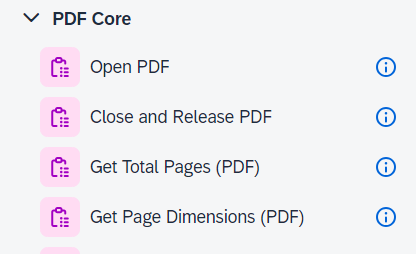 PDF Core
Open PDF
Close and Release PDF
Get Total Pages (PDF)
Get Page Dimensions (PDF)